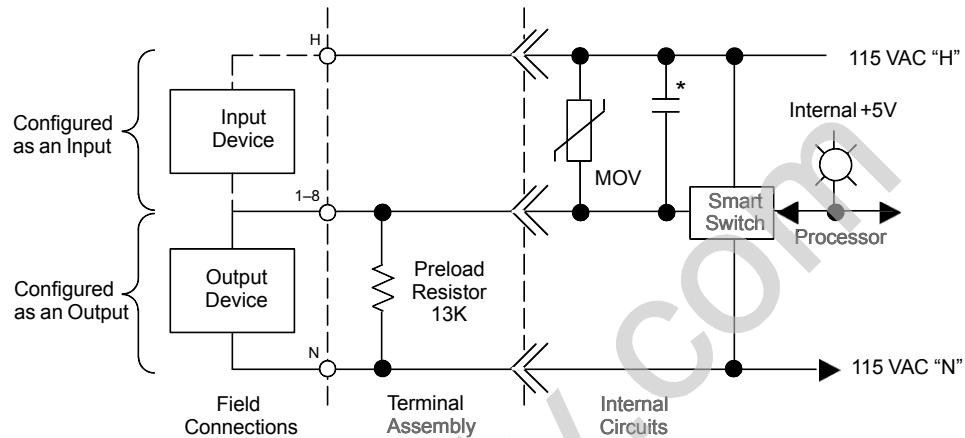 H
115 VAC “H”
*
Internal +5V
Configured
as an Input
Input
Device
MOV
1–8
Smart
Switch
Processor
Configured
as an Output
Output
Device
Preload
Resistor
13K
N
115 VAC “N”
Field
Connections
Terminal
Assembly
Internal
Circuits
.com